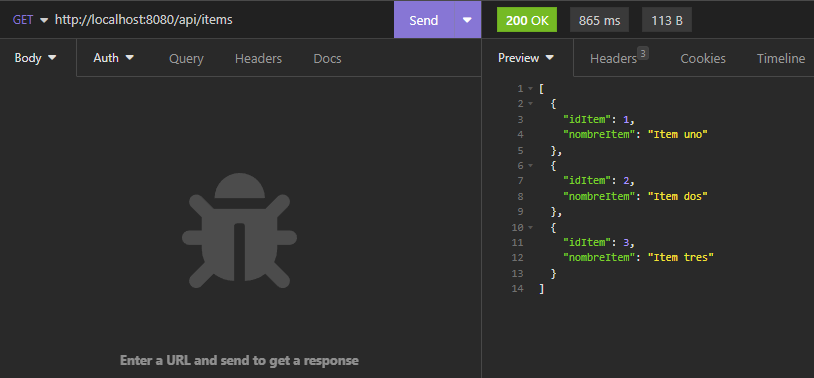 GET http://localhost:8080/api/items Send 200 OK 865 ms 113 B
Body Auth Query Headers Docs Preview Headers 3 Cookies Timeline
1 [
2 {
3 "idItem": 1,
4 "nombreItem": "Item uno"
5 },
6 {
7 "idItem": 2,
8 "nombreItem": "Item dos"
9 },
10 {
11 "idItem": 3,
12 "nombreItem": "Item tres"
13 }
14 ]
Enter a URL and send to get a response